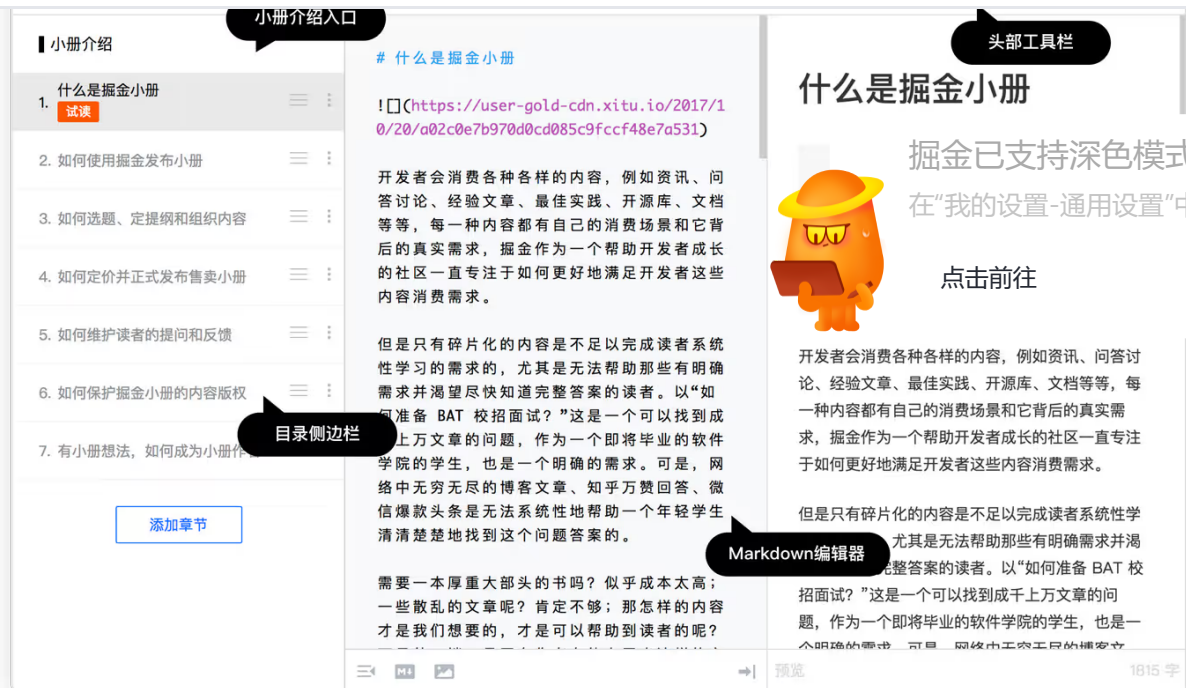 小册介绍入口
小册介绍
1. 什么是掘金小册
试读
2. 如何使用掘金发布小册
3. 如何选题、定提纲和组织内容
4. 如何定价并正式发布售卖小册
5. 如何维护读者的提问和反馈
6. 如何保护掘金小册的内容版权
目录侧边栏
7. 有小册想法，如何成为小册作
添加章节
# 什么是掘金小册
![](https://user-gold-cdn.xitu.io/2017/1
0/20/a02c0e7b970d0cd085c9fccf48e7a531)
开发者会消费各种各样的内容，例如资讯、问
答讨论、经验文章、最佳实践、开源库、文档
等等，每一种内容都有自己的消费场景和它背
后的真实需求，掘金作为一个帮助开发者成长
的社区一直专注于如何更好地满足开发者这些
内容消费需求。
但是只有碎片化的内容是不足以完成读者系统
性学习的需求的，尤其是无法帮助那些有明确
需求并渴望尽快知道完整答案的读者。以“如
何准备 BAT 校招面试？”这是一个可以找到成
上万文章的问题，作为一个即将毕业的软件
学院的学生，也是一个明确的需求。可是，网
络中无穷无尽的博客文章、知乎万赞回答、微
信爆款头条是无法系统性地帮助一个年轻学生
清清楚楚地找到这个问题答案的。
需要一本厚重大部头的书吗？似乎成本太高；
一些散乱的文章呢？肯定不够；那怎样的内容
才是我们想要的，才是可以帮助到读者的呢？
M↓
Markdown编辑器
头部工具栏
什么是掘金小册
掘金已支持深色模式
在“我的设置-通用设置”中
点击前往
开发者会消费各种各样的内容，例如资讯、问答讨
论、经验文章、最佳实践、开源库、文档等等，每
一种内容都有自己的消费场景和它背后的真实需
求，掘金作为一个帮助开发者成长的社区一直专注
于如何更好地满足开发者这些内容消费需求。
但是只有碎片化的内容是不足以完成读者系统性学
，尤其是无法帮助那些有明确需求并渴
完整答案的读者。以“如何准备 BAT 校
招面试？”这是一个可以找到成千上万文章的问
题，作为一个即将毕业的软件学院的学生，也是一
个明确的需求。可是，网络中无穷无尽的博客文
预览
1815 字